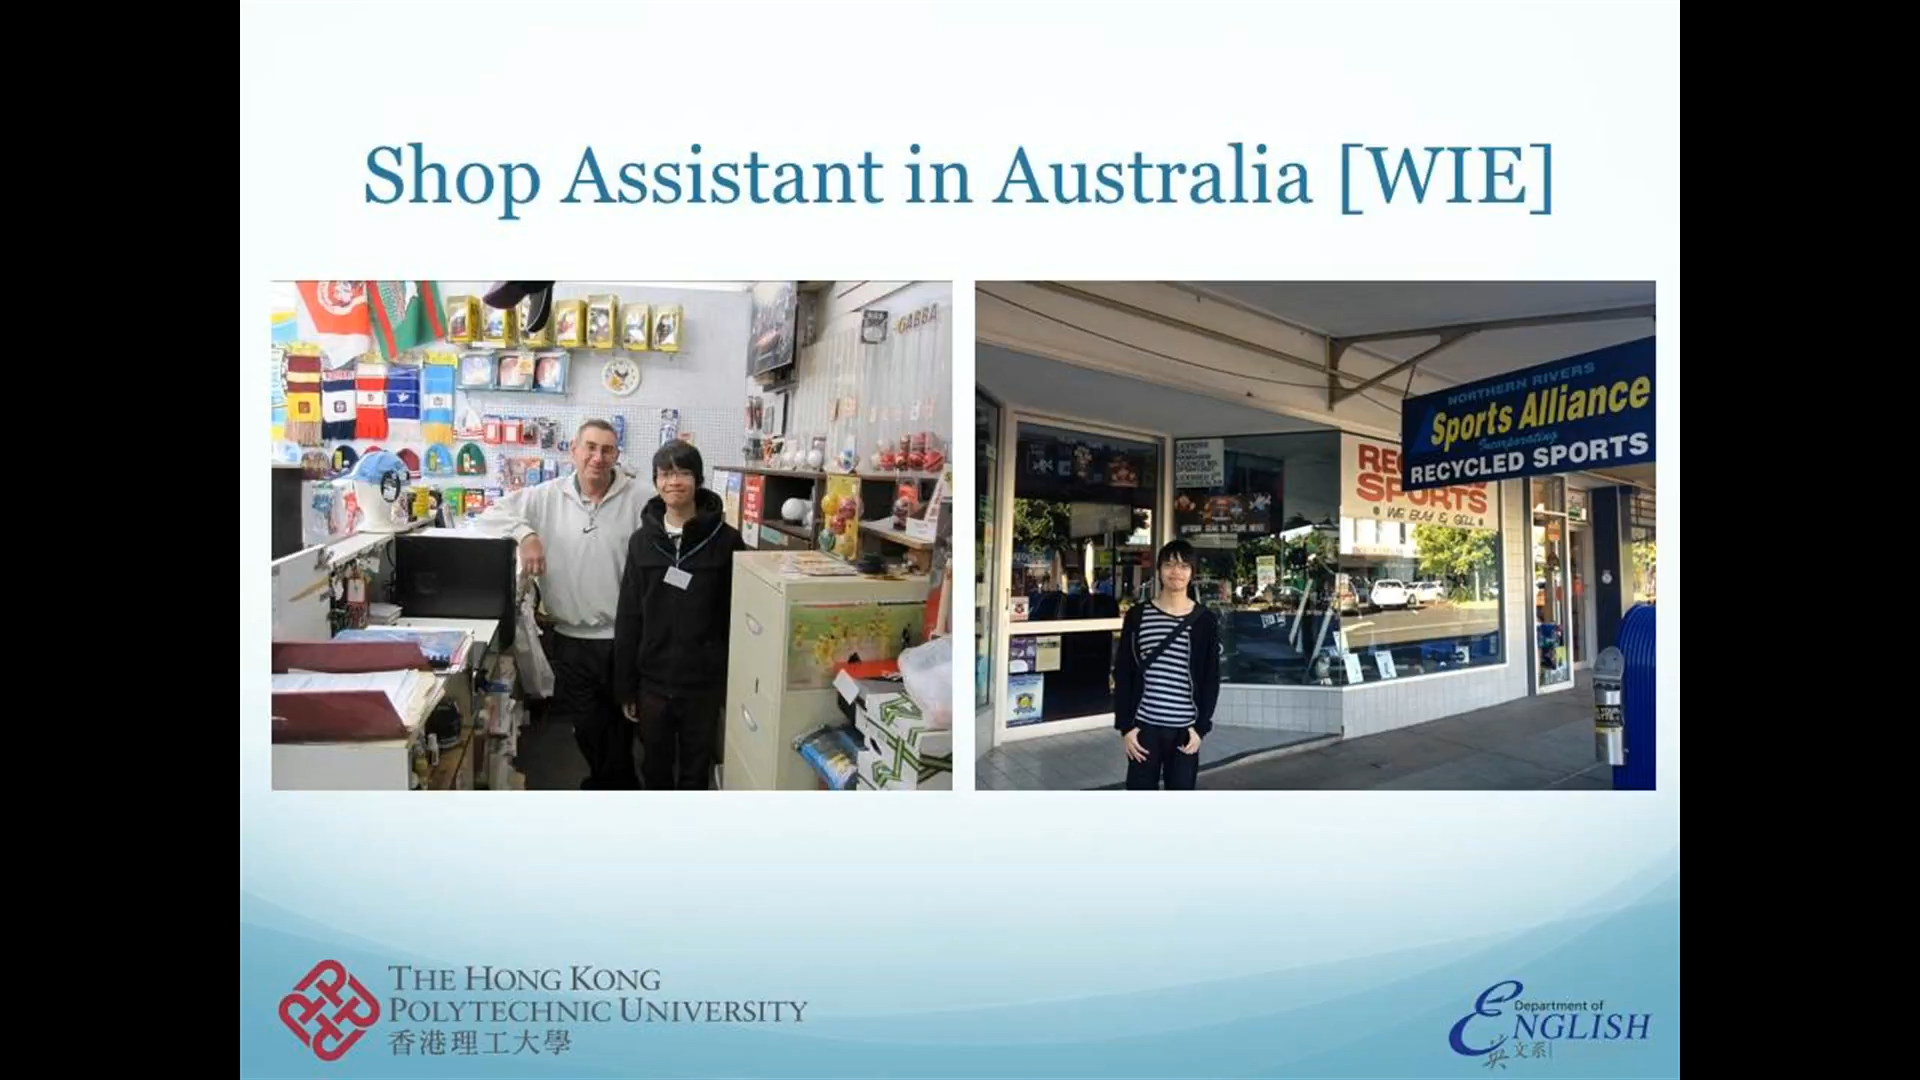 Shop Assistant in Australia [WIE]
GABBA
NORTHERN RIVERS
Sports Alliance
Incorporating
RECYCLED SPORTS
SPORTS
WE BUY & SELL
THE HONG KONG
POLYTECHNIC UNIVERSITY
香港理工大學
Department of
ENGLISH
英文系